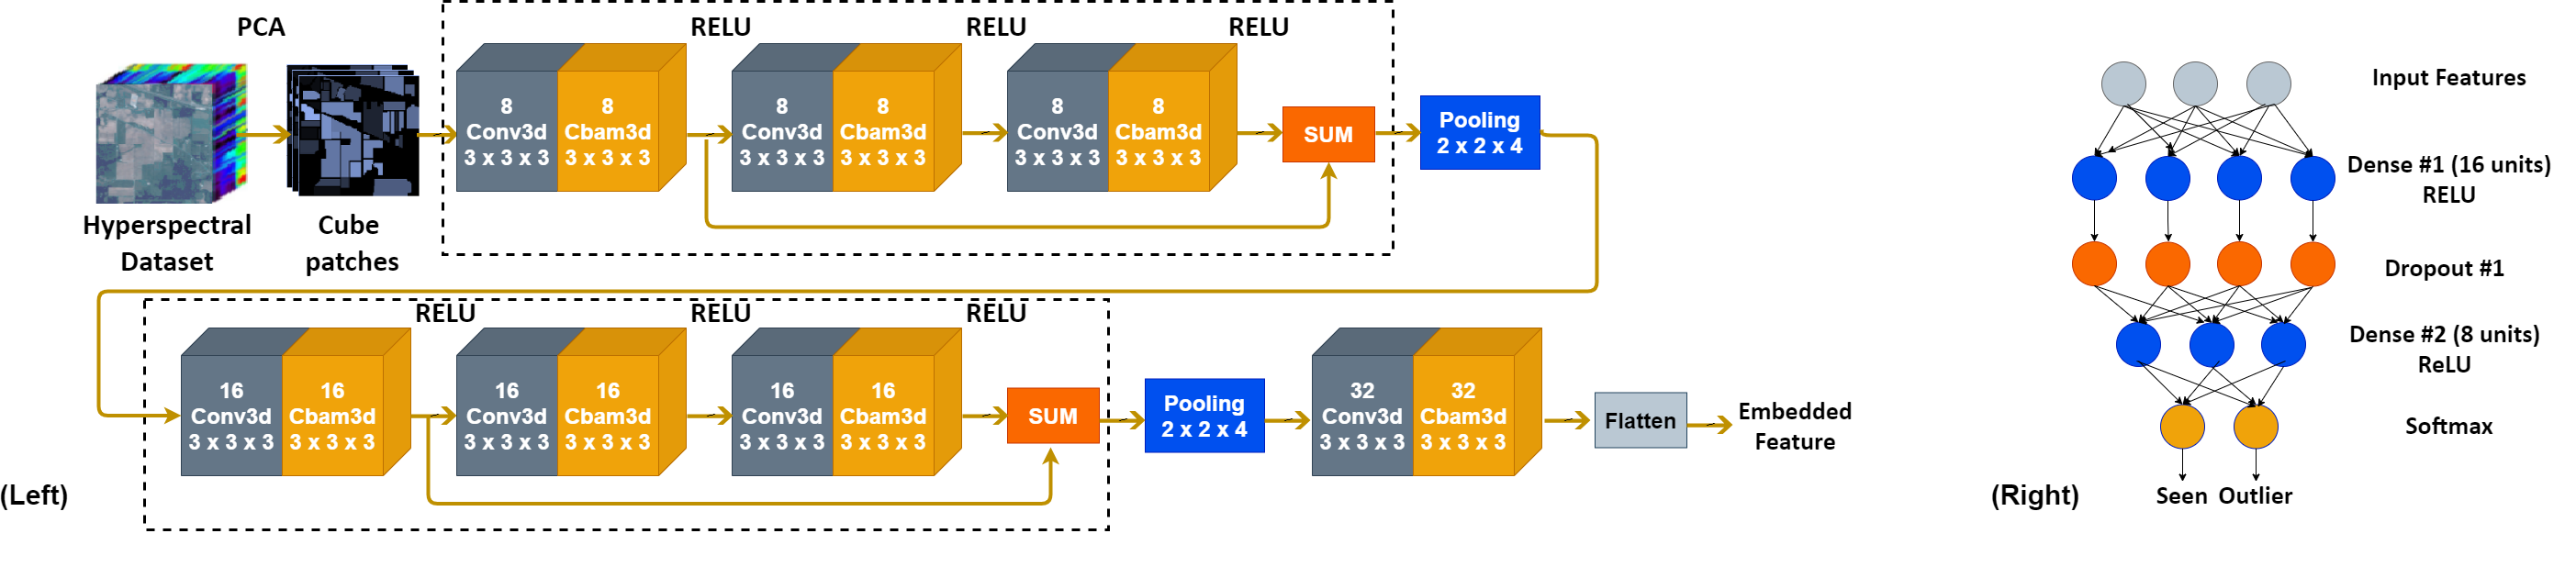 PCA
RELU
RELU
RELU
8
Conv3d
3 x 3 x 3
8
Cbam3d
3 x 3 x 3
8
Conv3d
3 x 3 x 3
8
Cbam3d
3 x 3 x 3
8
Conv3d
3 x 3 x 3
8
Cbam3d
3 x 3 x 3
SUM
Pooling
2 x 2 x 4
Hyperspectral
Dataset
Cube
patches
RELU
RELU
RELU
16
Conv3d
3 x 3 x 3
16
Cbam3d
3 x 3 x 3
16
Conv3d
3 x 3 x 3
16
Cbam3d
3 x 3 x 3
16
Conv3d
3 x 3 x 3
16
Cbam3d
3 x 3 x 3
SUM
Pooling
2 x 2 x 4
32
Conv3d
3 x 3 x 3
32
Cbam3d
3 x 3 x 3
Flatten
Embedded
Feature
(Left)
Input Features
Dense #1 (16 units)
RELU
Dropout #1
Dense #2 (8 units)
ReLU
Softmax
Seen
Outlier
(Right)